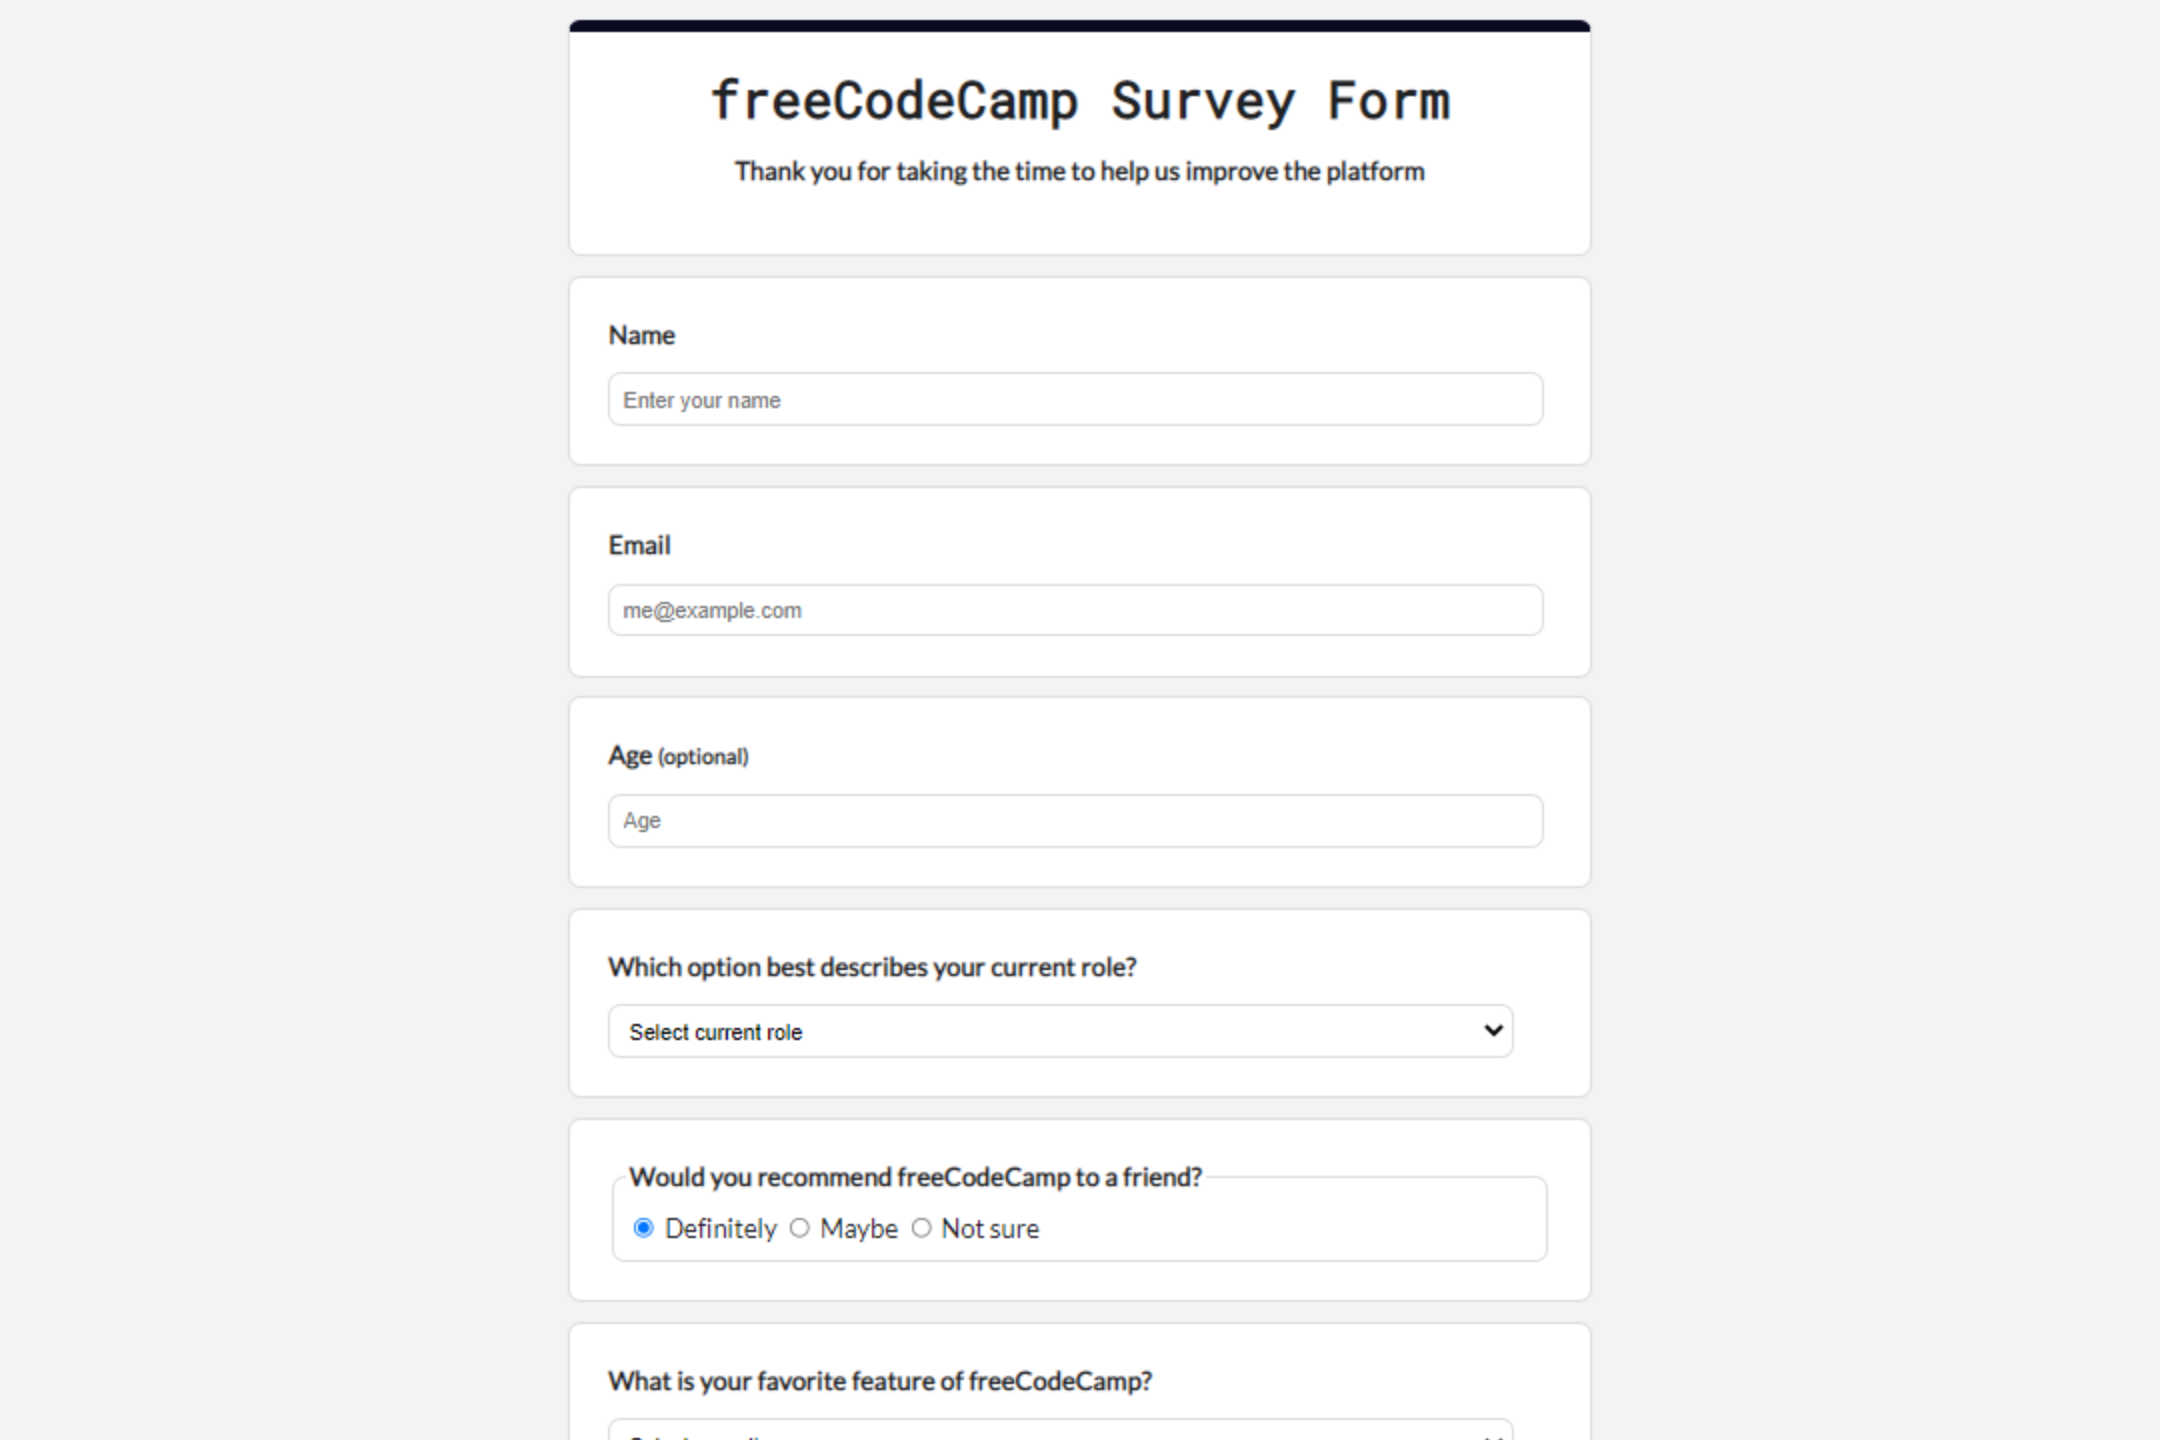 freeCodeCamp Survey Form
Thank you for taking the time to help us improve the platform
Name
Enter your name
Email
me@example.com
Age (optional)
Age
Which option best describes your current role?
Select current role
Would you recommend freeCodeCamp to a friend?
Definitely Maybe Not sure
What is your favorite feature of freeCodeCamp?